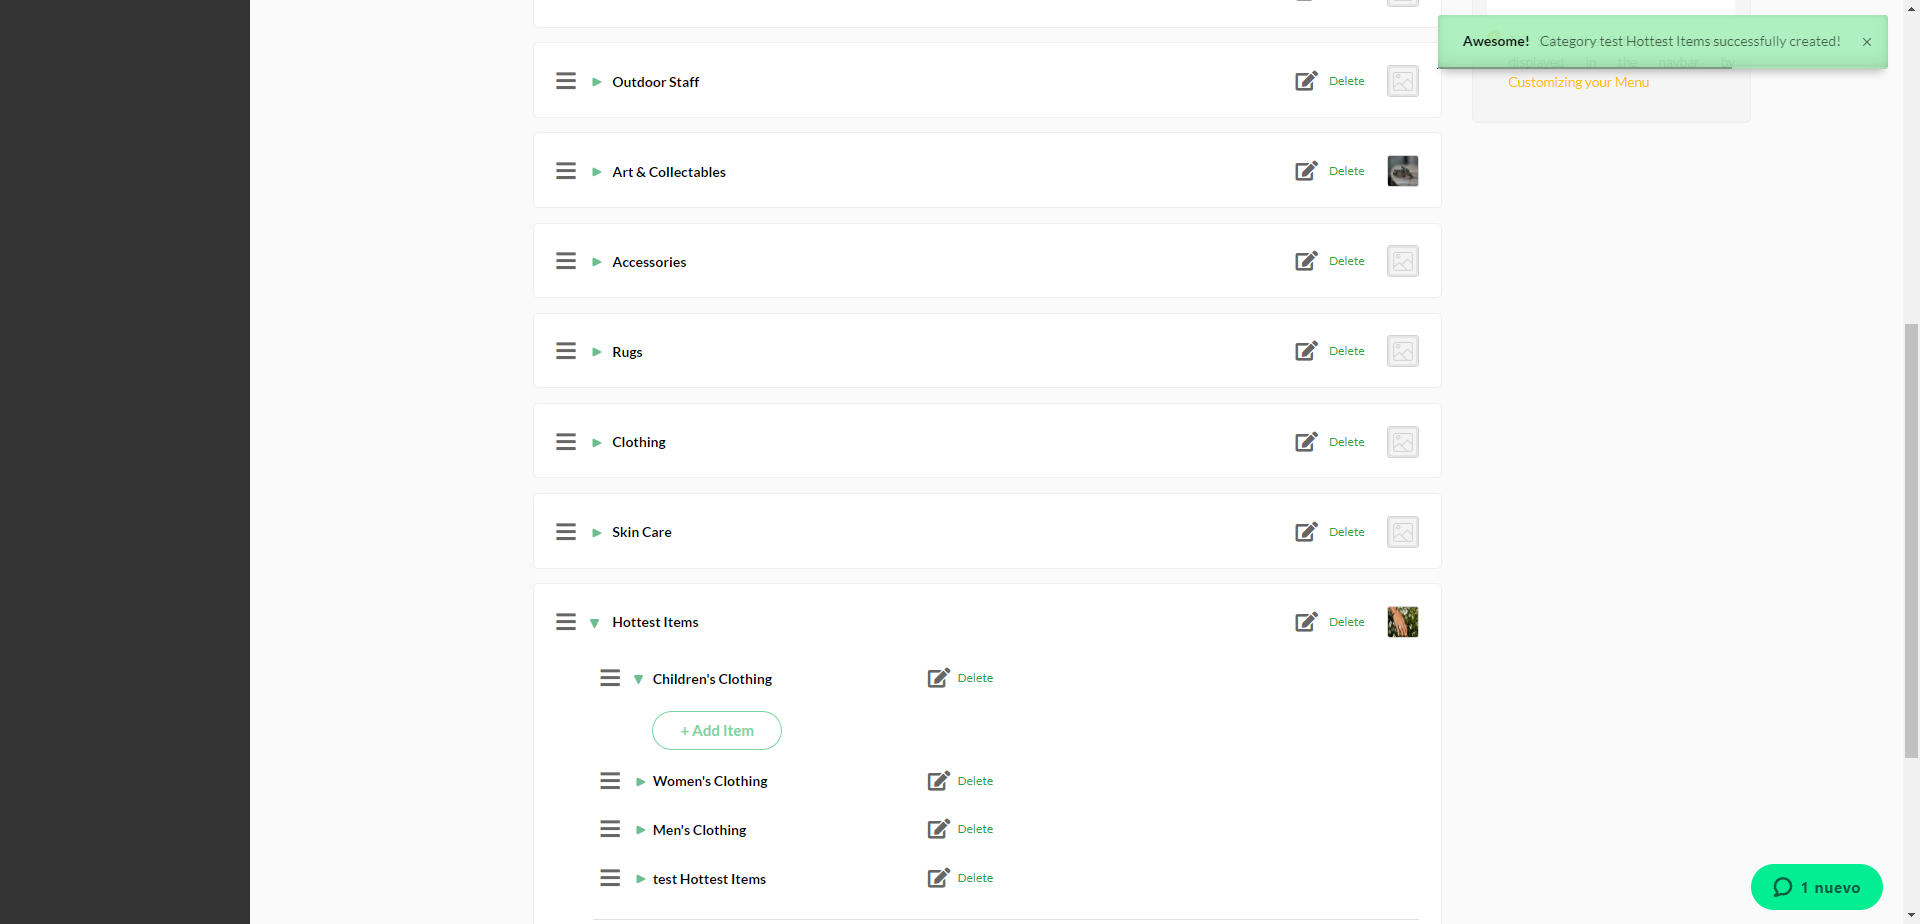 Awesome! Category test Hottest Items successfully created! ×
displayed in the navbar by
Customizing your Menu
Outdoor Staff Delete
Art & Collectables Delete
Accessories Delete
Rugs Delete
Clothing Delete
Skin Care Delete
Hottest Items Delete
Children's Clothing Delete
+ Add Item
Women's Clothing Delete
Men's Clothing Delete
test Hottest Items Delete
1 nuevo